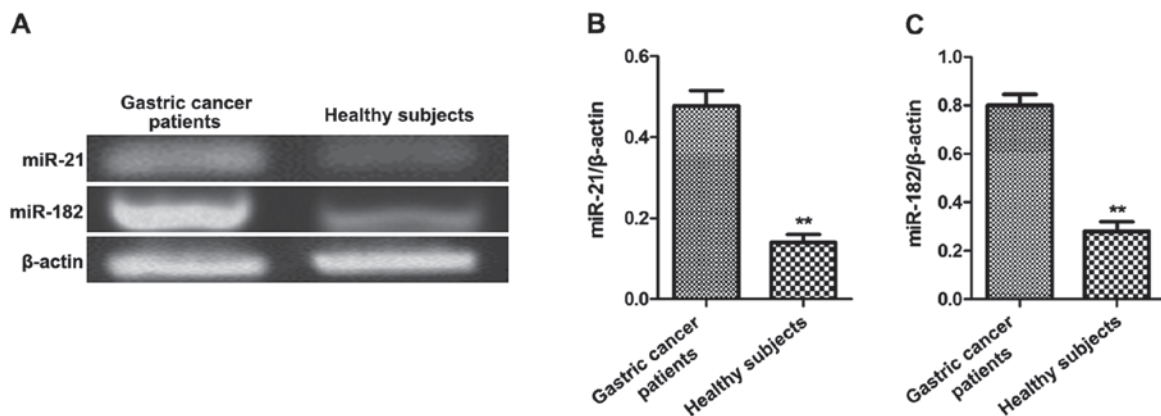 A
Gastric cancer
patients
Healthy subjects
miR-21
miR-182
β-actin
B
miR-21/β-actin
0.6
0.4
0.2
0.0
**
Gastric cancer
patients
Healthy subjects
C
miR-182/β-actin
1.0
0.8
0.6
0.4
0.2
0.0
**
Gastric cancer
patients
Healthy subjects